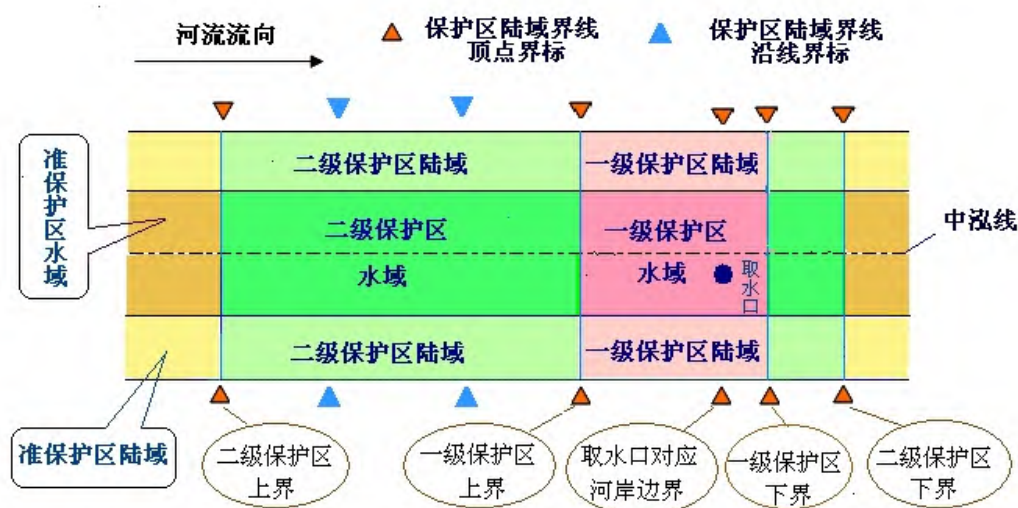 河流流向
保护区陆域界线
顶点界标
保护区陆域界线
沿线界标
准保护区水域
二级保护区陆域
一级保护区陆域
二级保护区
水域
一级保护区
水域
取水口
中泓线
二级保护区陆域
一级保护区陆域
准保护区陆域
二级保护区
上界
一级保护区
上界
取水口对应
河岸边界
一级保护区
下界
二级保护区
下界